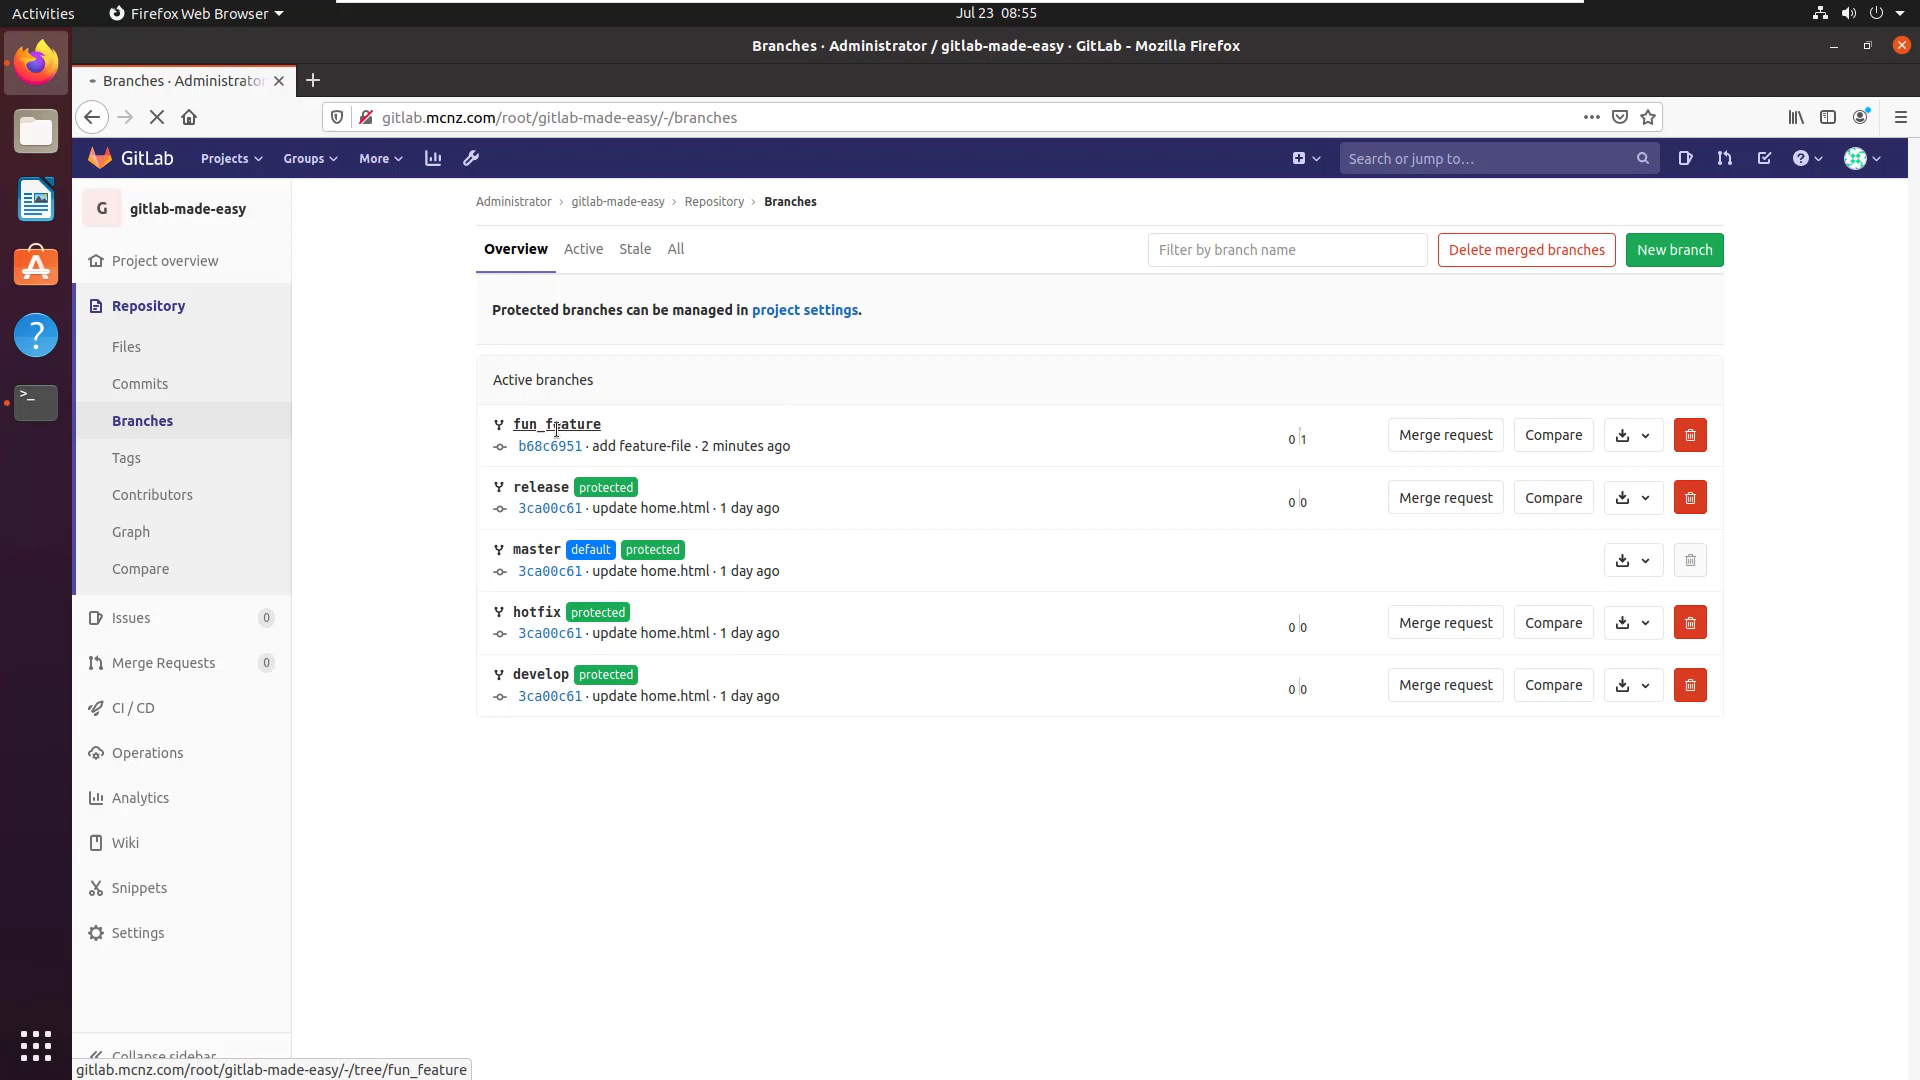 Activities
Firefox Web Browser
Jul 23 08:55
Branches · Administrator / gitlab-made-easy · GitLab - Mozilla Firefox
Branches · Administrator
gitlab.mcnz.com/root/gitlab-made-easy/-/branches
GitLab
Projects
Groups
More
Search or jump to…
G
gitlab-made-easy
Project overview
Repository
Files
Commits
Branches
Tags
Contributors
Graph
Compare
Issues 0
Merge Requests 0
CI / CD
Operations
Analytics
Wiki
Snippets
Settings
Collapse sidebar
Administrator › gitlab-made-easy › Repository › Branches
Overview Active Stale All
Filter by branch name
Delete merged branches
New branch
Protected branches can be managed in project settings.
Active branches
fun_feature
b68c6951 · add feature-file · 2 minutes ago
0 1
Merge request
Compare
release protected
3ca00c61 · update home.html · 1 day ago
0 0
Merge request
Compare
master default protected
3ca00c61 · update home.html · 1 day ago
hotfix protected
3ca00c61 · update home.html · 1 day ago
0 0
Merge request
Compare
develop protected
3ca00c61 · update home.html · 1 day ago
0 0
Merge request
Compare
gitlab.mcnz.com/root/gitlab-made-easy/-/tree/fun_feature